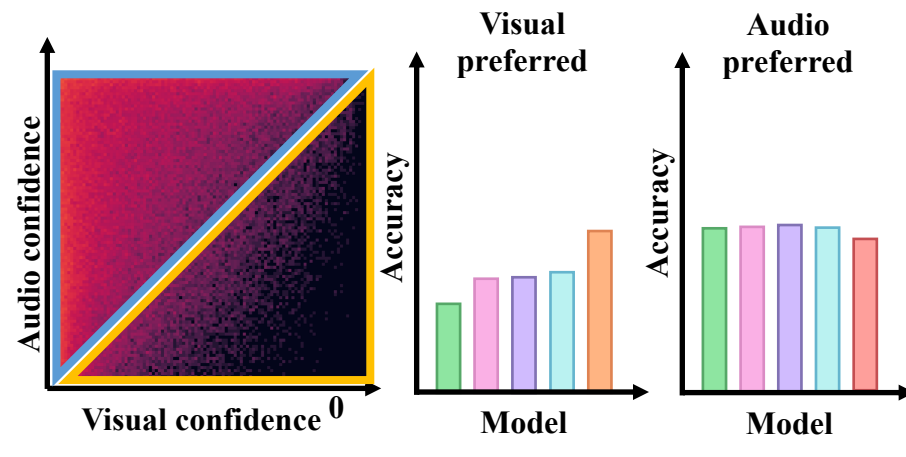 Audio confidence
Visual confidence
0
Visual
preferred
Accuracy
Model
Audio
preferred
Accuracy
Model